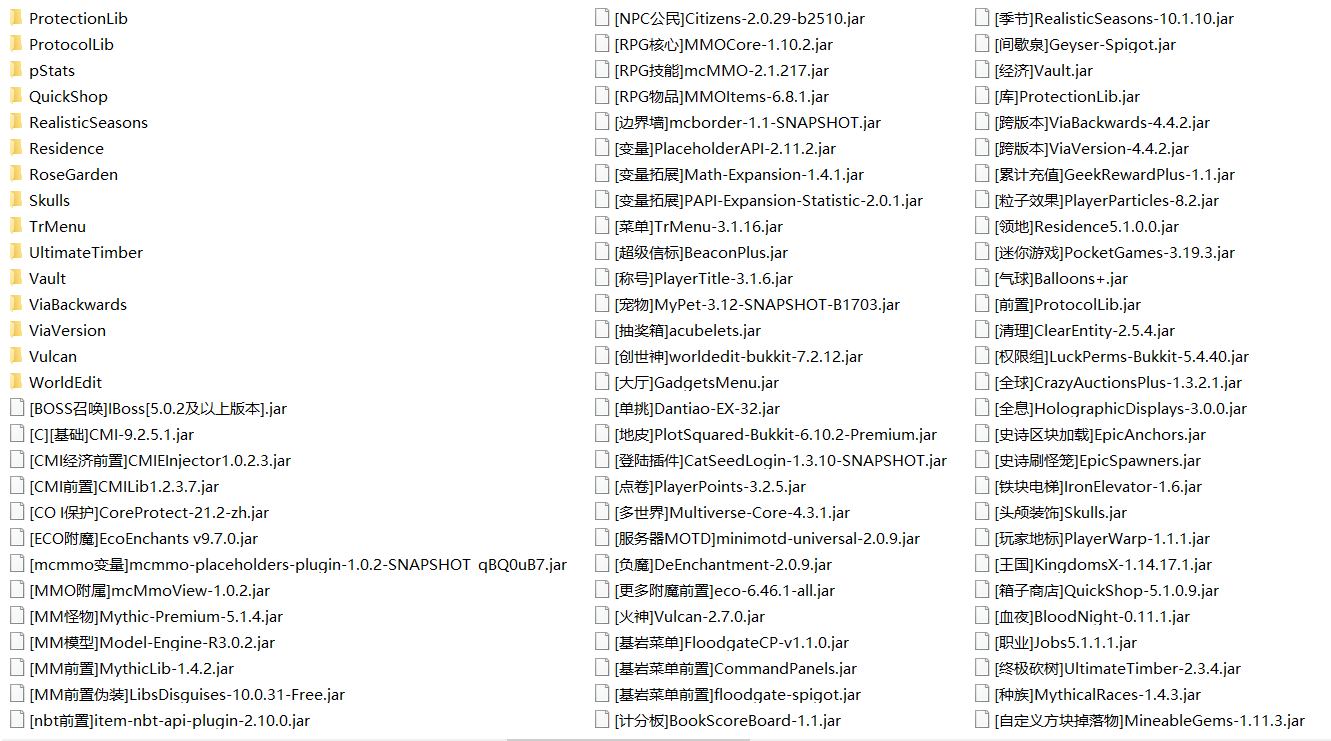 ProtectionLib
ProtocolLib
pStats
QuickShop
RealisticSeasons
Residence
RoseGarden
Skulls
TrMenu
UltimateTimber
Vault
ViaBackwards
ViaVersion
Vulcan
WorldEdit
[BOSS召唤]IBoss[5.0.2及以上版本].jar
[C][基础]CMI-9.2.5.1.jar
[CMI经济前置]CMIEInjector1.0.2.3.jar
[CMI前置]CMILib1.2.3.7.jar
[CO I保护]CoreProtect-21.2-zh.jar
[ECO附魔]EcoEnchants v9.7.0.jar
[mcmmo变量]mcmmo-placeholders-plugin-1.0.2-SNAPSHOT_qBQ0uB7.jar
[MMO附属]mcMmoView-1.0.2.jar
[MM怪物]Mythic-Premium-5.1.4.jar
[MM模型]Model-Engine-R3.0.2.jar
[MM前置]MythicLib-1.4.2.jar
[MM前置伪装]LibsDisguises-10.0.31-Free.jar
[nbt前置]item-nbt-api-plugin-2.10.0.jar
[NPC公民]Citizens-2.0.29-b2510.jar
[RPG核心]MMOCore-1.10.2.jar
[RPG技能]mcMMO-2.1.217.jar
[RPG物品]MMOItems-6.8.1.jar
[边界墙]mcborder-1.1-SNAPSHOT.jar
[变量]PlaceholderAPI-2.11.2.jar
[变量拓展]Math-Expansion-1.4.1.jar
[变量拓展]PAPI-Expansion-Statistic-2.0.1.jar
[菜单]TrMenu-3.1.16.jar
[超级信标]BeaconPlus.jar
[称号]PlayerTitle-3.1.6.jar
[宠物]MyPet-3.12-SNAPSHOT-B1703.jar
[抽奖箱]acubelets.jar
[创世神]worldedit-bukkit-7.2.12.jar
[大厅]GadgetsMenu.jar
[单挑]Dantiao-EX-32.jar
[地皮]PlotSquared-Bukkit-6.10.2-Premium.jar
[登陆插件]CatSeedLogin-1.3.10-SNAPSHOT.jar
[点卷]PlayerPoints-3.2.5.jar
[多世界]Multiverse-Core-4.3.1.jar
[服务器MOTD]minimotd-universal-2.0.9.jar
[负魔]DeEnchantment-2.0.9.jar
[更多附魔前置]eco-6.46.1-all.jar
[火神]Vulcan-2.7.0.jar
[基岩菜单]FloodgateCP-v1.1.0.jar
[基岩菜单前置]CommandPanels.jar
[基岩菜单前置]floodgate-spigot.jar
[计分板]BookScoreBoard-1.1.jar
[季节]RealisticSeasons-10.1.10.jar
[间歇泉]Geyser-Spigot.jar
[经济]Vault.jar
[库]ProtectionLib.jar
[跨版本]ViaBackwards-4.4.2.jar
[跨版本]ViaVersion-4.4.2.jar
[累计充值]GeekRewardPlus-1.1.jar
[粒子效果]PlayerParticles-8.2.jar
[领地]Residence5.1.0.0.jar
[迷你游戏]PocketGames-3.19.3.jar
[气球]Balloons+.jar
[前置]ProtocolLib.jar
[清理]ClearEntity-2.5.4.jar
[权限组]LuckPerms-Bukkit-5.4.40.jar
[全球]CrazyAuctionsPlus-1.3.2.1.jar
[全息]HolographicDisplays-3.0.0.jar
[史诗区块加载]EpicAnchors.jar
[史诗刷怪笼]EpicSpawners.jar
[铁块电梯]IronElevator-1.6.jar
[头颅装饰]Skulls.jar
[玩家地标]PlayerWarp-1.1.1.jar
[王国]KingdomsX-1.14.17.1.jar
[箱子商店]QuickShop-5.1.0.9.jar
[血夜]BloodNight-0.11.1.jar
[职业]Jobs5.1.1.1.jar
[终极砍树]UltimateTimber-2.3.4.jar
[种族]MythicalRaces-1.4.3.jar
[自定义方块掉落物]MineableGems-1.11.3.jar